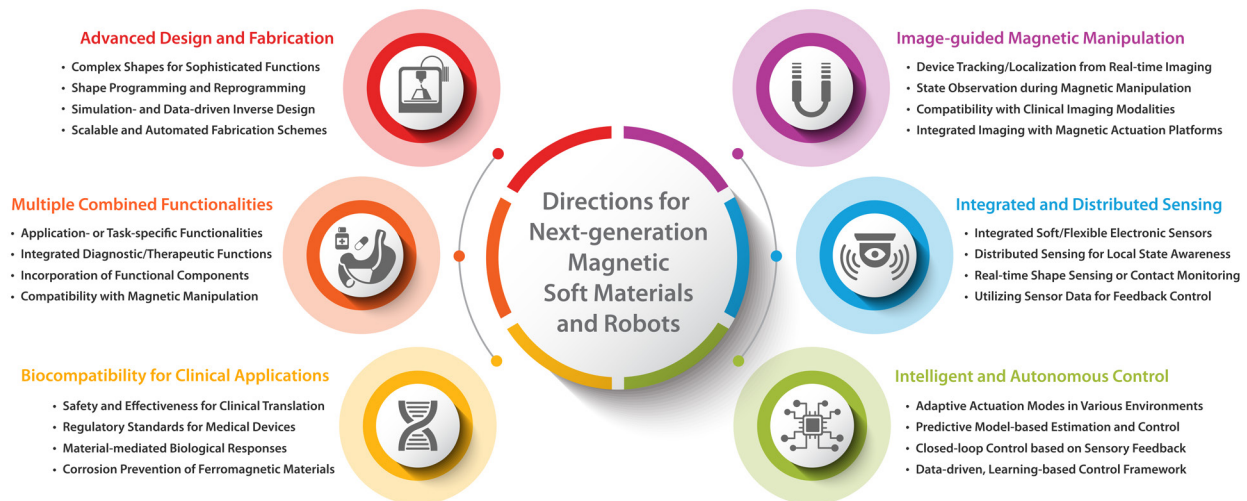 Advanced Design and Fabrication
• Complex Shapes for Sophisticated Functions
• Shape Programming and Reprogramming
• Simulation- and Data-driven Inverse Design
• Scalable and Automated Fabrication Schemes
Multiple Combined Functionalities
• Application- or Task-specific Functionalities
• Integrated Diagnostic/Therapeutic Functions
• Incorporation of Functional Components
• Compatibility with Magnetic Manipulation
Biocompatibility for Clinical Applications
• Safety and Effectiveness for Clinical Translation
• Regulatory Standards for Medical Devices
• Material-mediated Biological Responses
• Corrosion Prevention of Ferromagnetic Materials
Directions for
Next-generation
Magnetic
Soft Materials
and Robots
Image-guided Magnetic Manipulation
• Device Tracking/Localization from Real-time Imaging
• State Observation during Magnetic Manipulation
• Compatibility with Clinical Imaging Modalities
• Integrated Imaging with Magnetic Actuation Platforms
Integrated and Distributed Sensing
• Integrated Soft/Flexible Electronic Sensors
• Distributed Sensing for Local State Awareness
• Real-time Shape Sensing or Contact Monitoring
• Utilizing Sensor Data for Feedback Control
Intelligent and Autonomous Control
• Adaptive Actuation Modes in Various Environments
• Predictive Model-based Estimation and Control
• Closed-loop Control based on Sensory Feedback
• Data-driven, Learning-based Control Framework